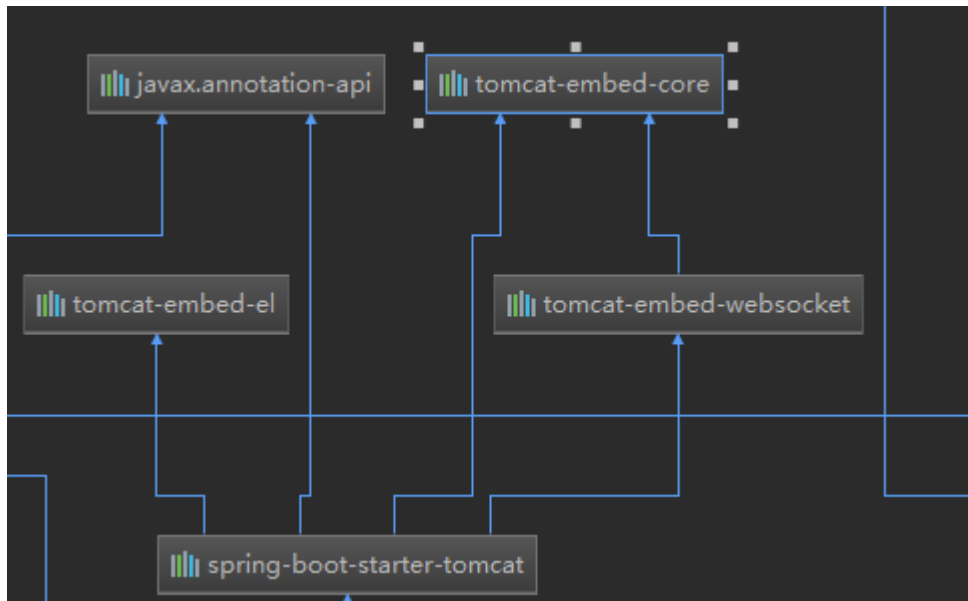 javax.annotation-api
tomcat-embed-core
tomcat-embed-el
tomcat-embed-websocket
spring-boot-starter-tomcat